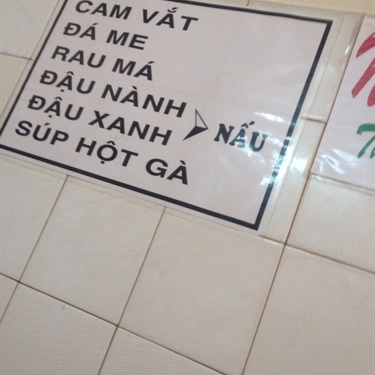 CAM VẮT
ĐÁ ME
RAU MÁ
ĐẬU NÀNH
ĐẬU XANH
NẤU
SÚP HỘT GÀ